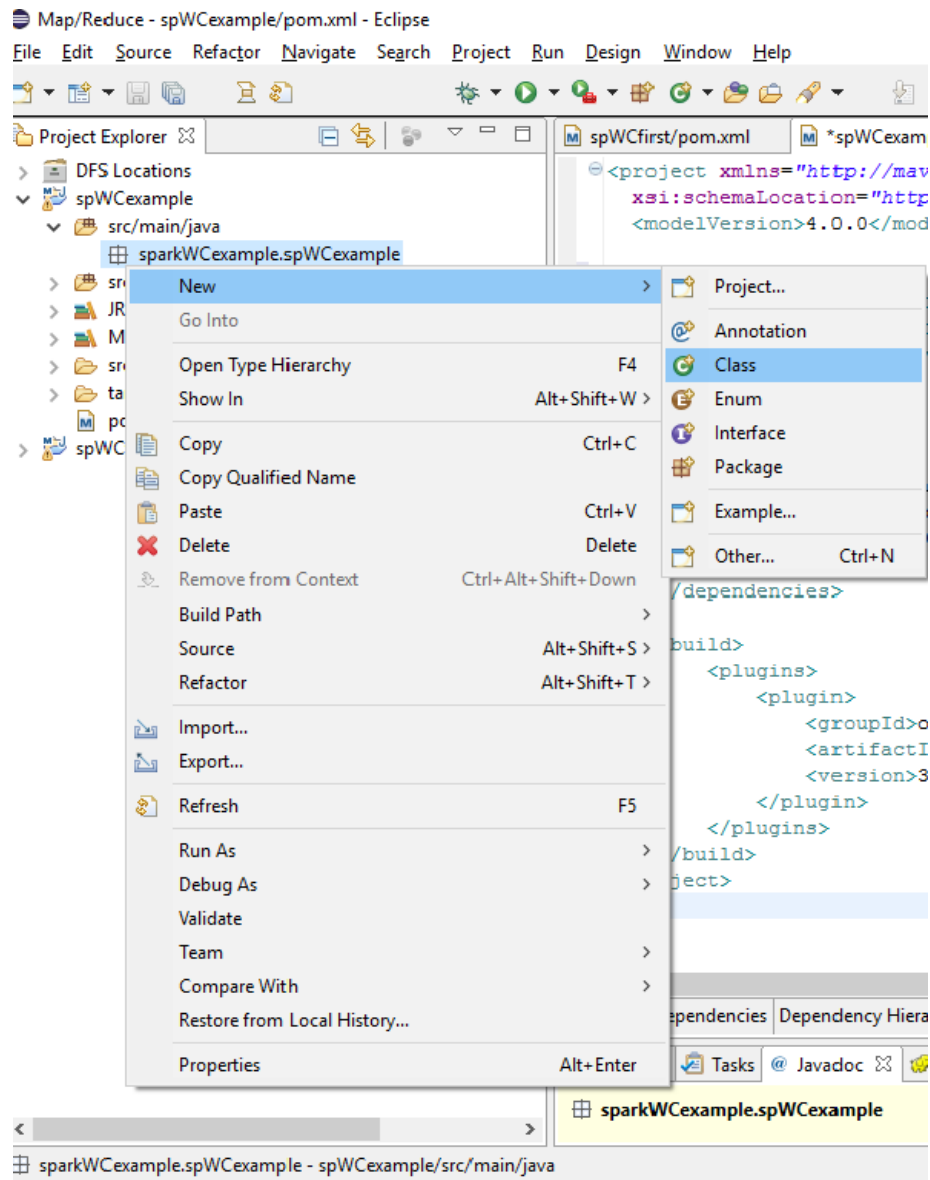 Map/Reduce - spWCexample/pom.xml - Eclipse
File Edit Source Refactor Navigate Search Project Run Design Window Help
Project Explorer
DFS Locations
spWCexample
src/main/java
sparkWCexample.spWCexample
sr
JR
M
src
ta
po
spWC
New
Go Into
Open Type Hierarchy F4
Show In Alt+Shift+W >
Copy Ctrl+C
Copy Qualified Name
Paste Ctrl+V
Delete Delete
Remove from Context Ctrl+Alt+Shift+Down
Build Path >
Source Alt+Shift+S >
Refactor Alt+Shift+T >
Import...
Export...
Refresh F5
Run As >
Debug As >
Validate
Team >
Compare With >
Restore from Local History...
Properties Alt+Enter
Project...
Annotation
Class
Enum
Interface
Package
Example...
Other... Ctrl+N
spWCfirst/pom.xml *spWCexam
<project xmlns="http://mav
xsi:schemaLocation="http
<modelVersion>4.0.0</mod
/dependencies>
build>
<plugins>
<plugin>
<groupId>o
<artifactI
<version>3
</plugin>
</plugins>
/build>
ject>
ependencies Dependency Hiera
Tasks @ Javadoc
sparkWCexample.spWCexample
sparkWCexample.spWCexample - spWCexample/src/main/java